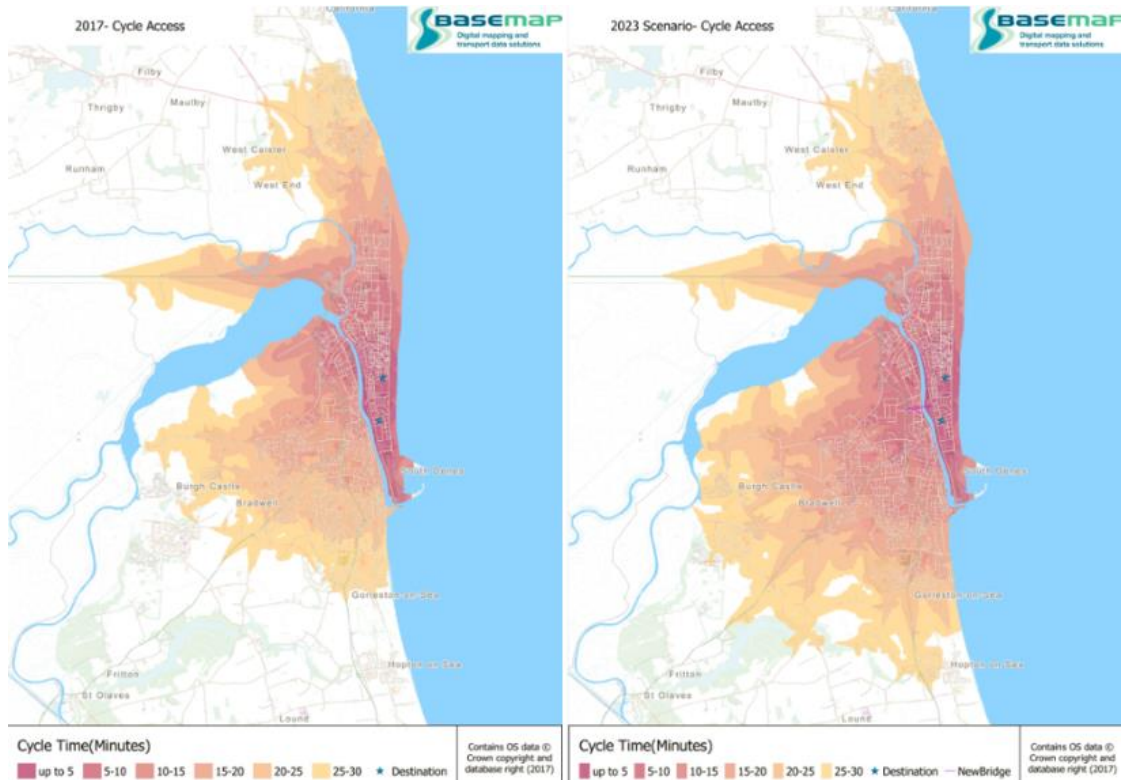 California
2017- Cycle Access
BASEMAP
Digital mapping and
transport data solutions
Filby
Thrigby
Mautby
West Caister
Runham
West End
South Denes
Burgh Castle
Bradwell
Gorleston-on-Sea
Hopton on Sea
Fritton
St Olaves
Lound
Cycle Time(Minutes)
up to 5 5-10 10-15 15-20 20-25 25-30 Destination
Contains OS data ©
Crown copyright and
database right (2017)
California
2023 Scenario- Cycle Access
BASEMAP
Digital mapping and
transport data solutions
Filby
Thrigby
Mautby
West Caister
Runham
West End
South Denes
Burgh Castle
Bradwell
Gorleston-on-Sea
Hopton on Sea
Fritton
St Olaves
Lound
Cycle Time(Minutes)
up to 5 5-10 10-15 15-20 20-25 25-30 Destination NewBridge
Contains OS data ©
Crown copyright and
database right (2017)